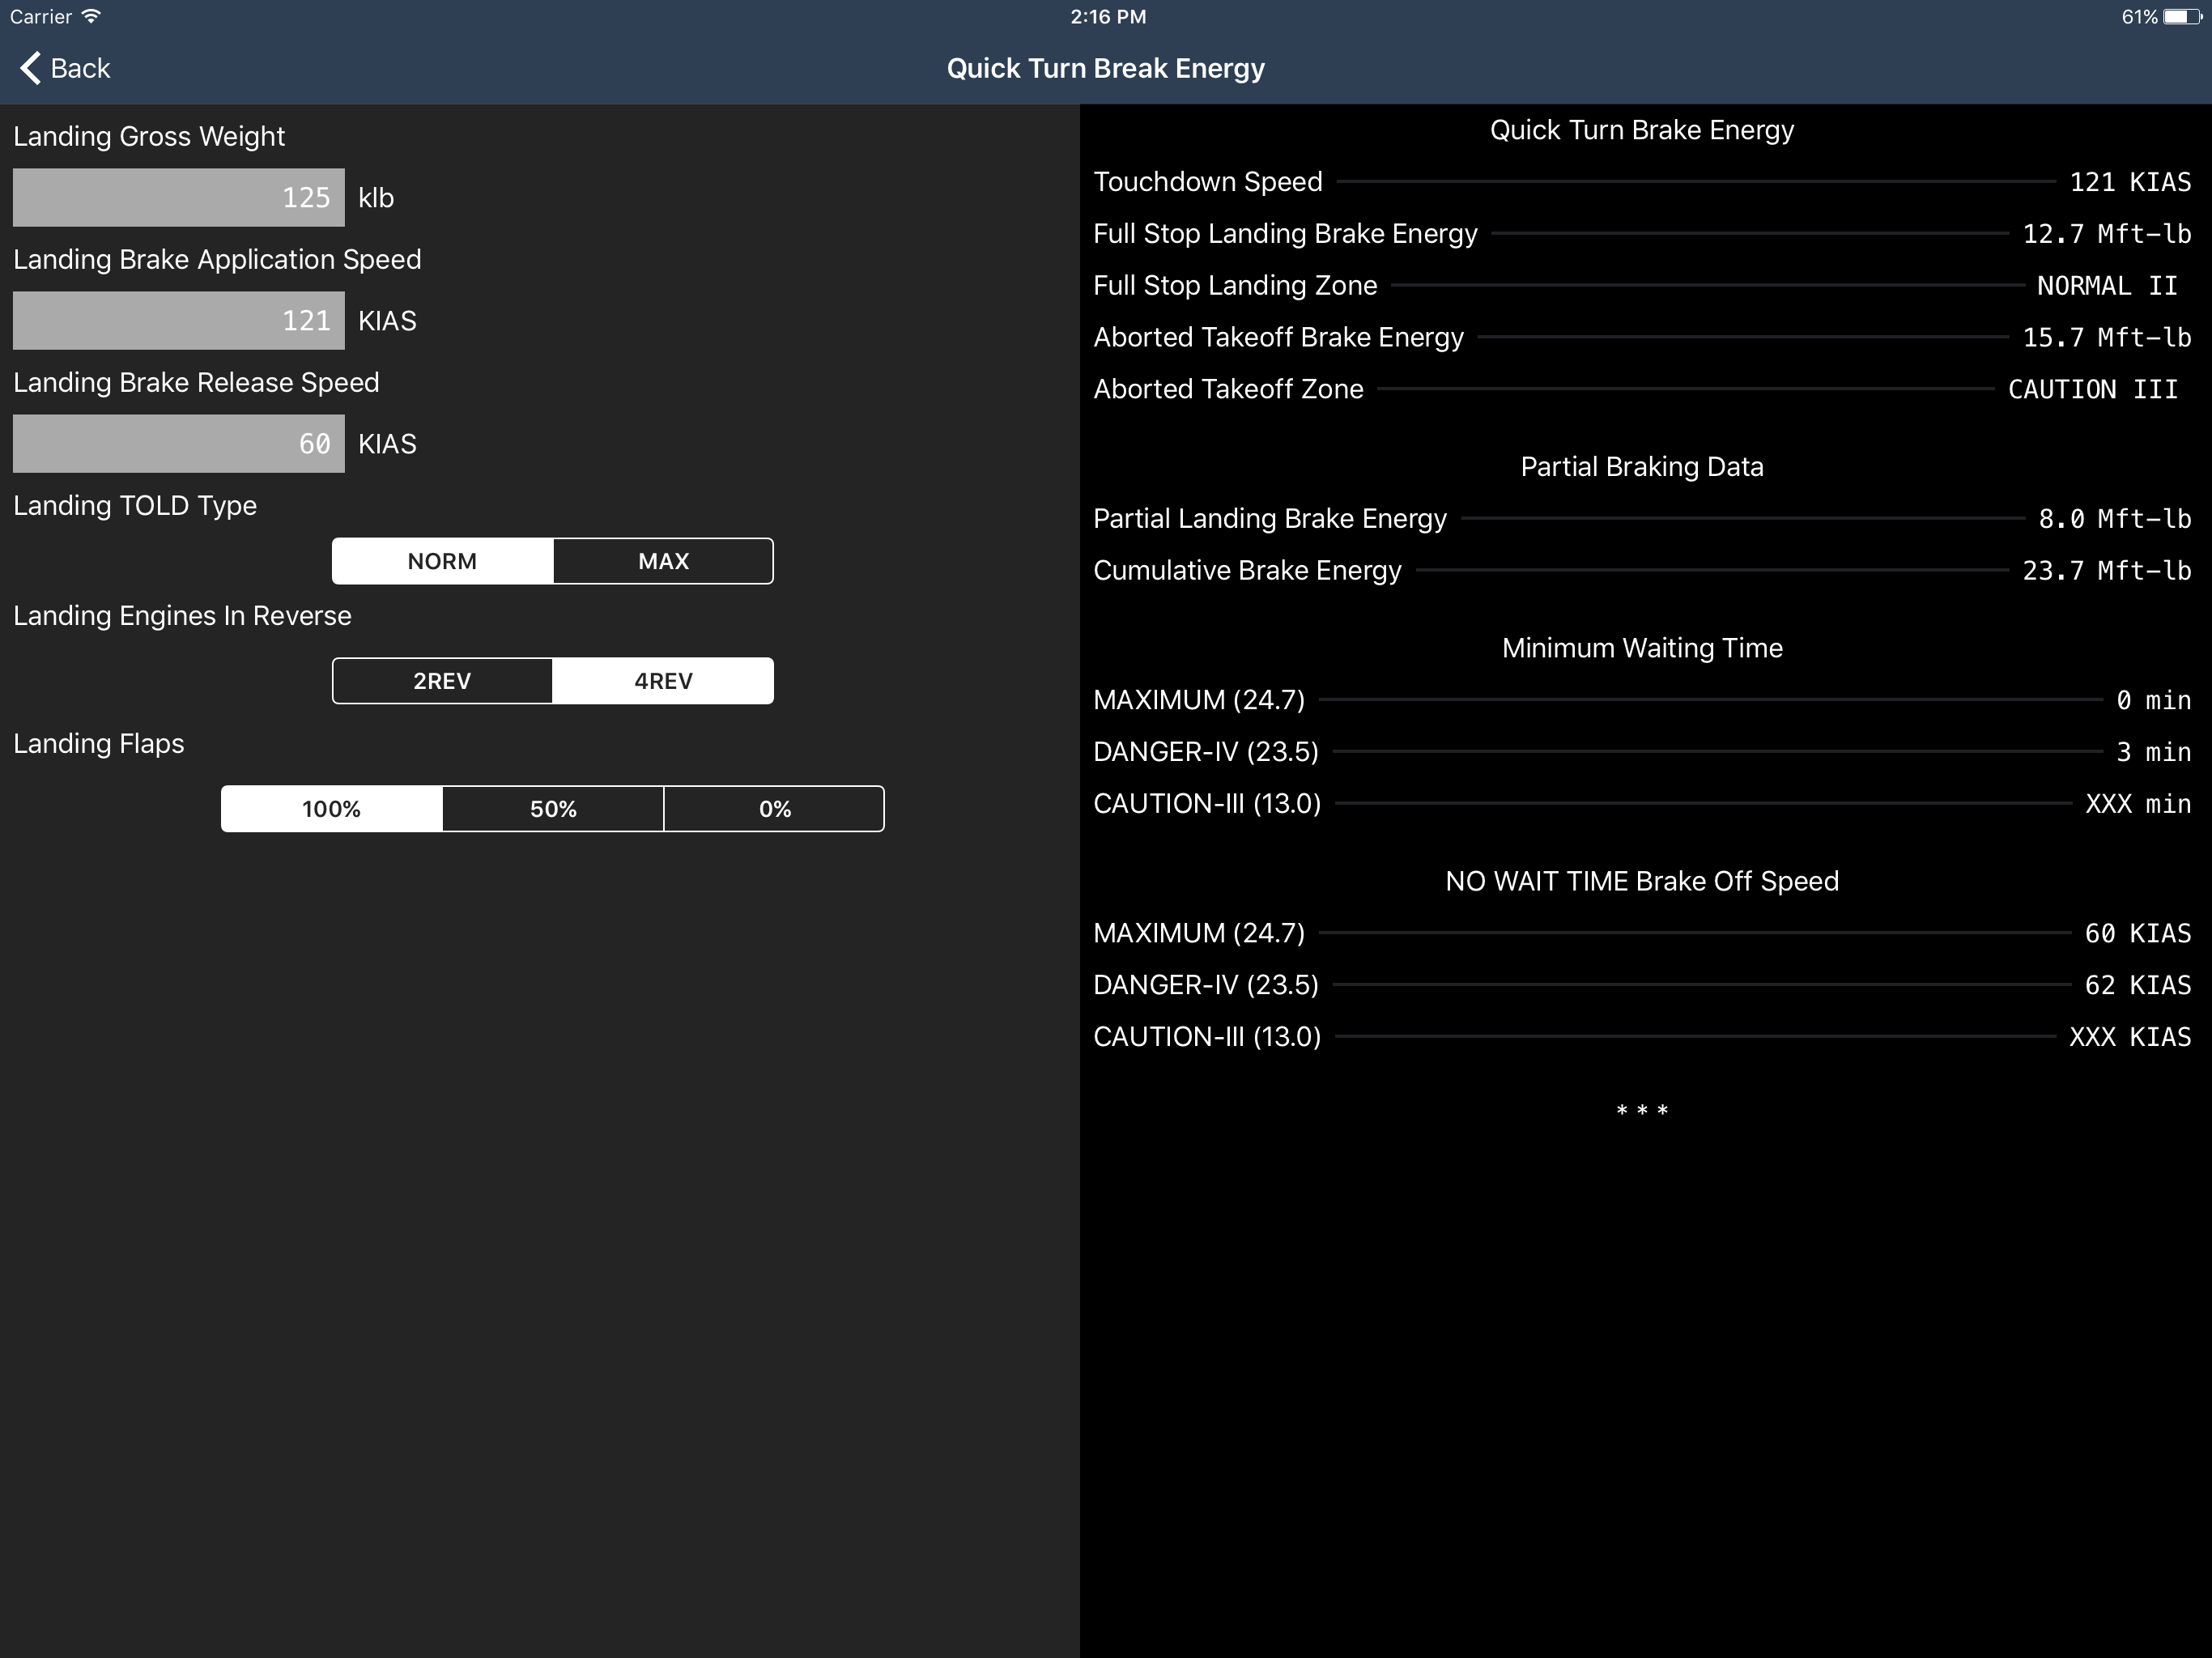 Carrier 2:16 PM 61%
Back Quick Turn Break Energy
Landing Gross Weight
125 klb
Landing Brake Application Speed
121 KIAS
Landing Brake Release Speed
60 KIAS
Landing TOLD Type
NORM MAX
Landing Engines In Reverse
2REV 4REV
Landing Flaps
100% 50% 0%
Quick Turn Brake Energy
Touchdown Speed 121 KIAS
Full Stop Landing Brake Energy 12.7 Mft-lb
Full Stop Landing Zone NORMAL II
Aborted Takeoff Brake Energy 15.7 Mft-lb
Aborted Takeoff Zone CAUTION III
Partial Braking Data
Partial Landing Brake Energy 8.0 Mft-lb
Cumulative Brake Energy 23.7 Mft-lb
Minimum Waiting Time
MAXIMUM (24.7) 0 min
DANGER-IV (23.5) 3 min
CAUTION-III (13.0) XXX min
NO WAIT TIME Brake Off Speed
MAXIMUM (24.7) 60 KIAS
DANGER-IV (23.5) 62 KIAS
CAUTION-III (13.0) XXX KIAS
* * *